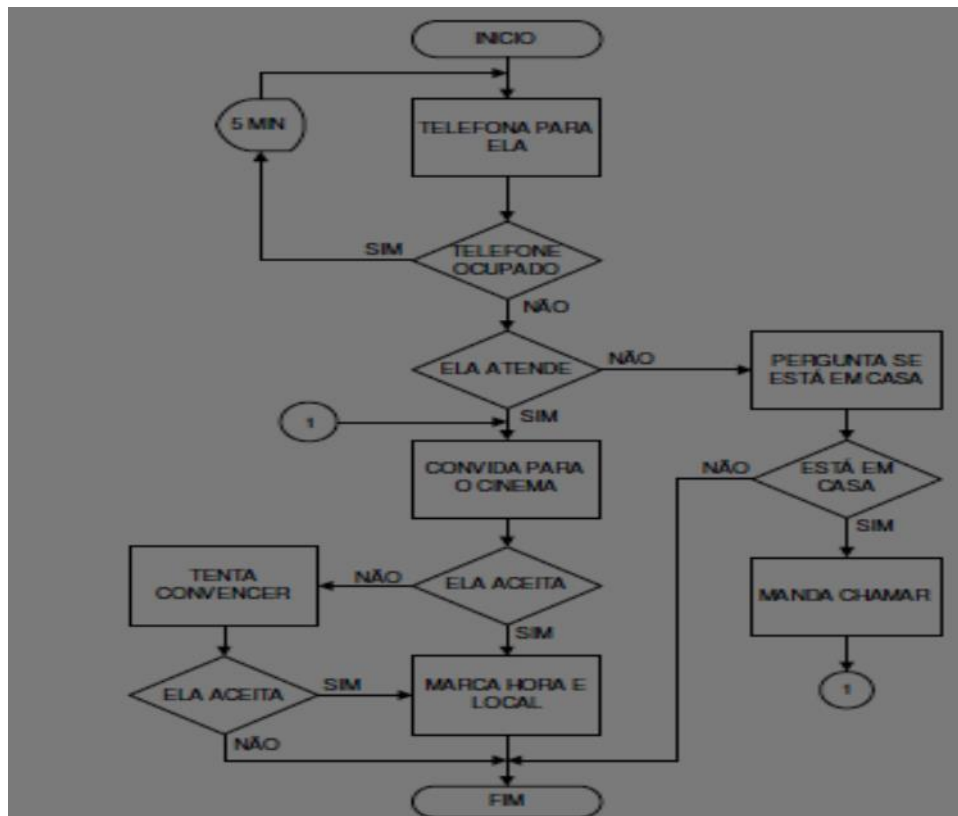 INICIO
5 MIN
TELEFONA PARA
ELA
SIM
TELEFONE
OCUPADO
NÃO
ELA ATENDE
NÃO
PERGUNTA SE
ESTÁ EM CASA
SIM
1
CONVIDA PARA
O CINEMA
NÃO
ESTÁ EM
CASA
SIM
TENTA
CONVENCER
NÃO
ELA ACEITA
MANDA CHAMAR
SIM
ELA ACEITA
SIM
MARCA HORA E
LOCAL
1
NÃO
FIM